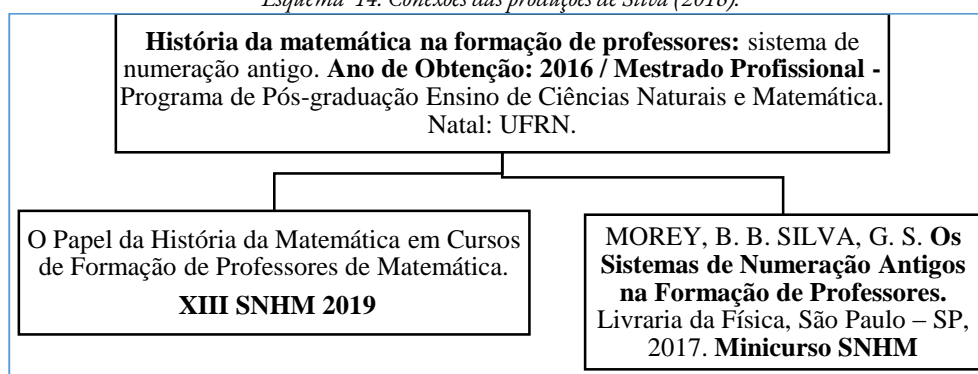 Esquema 14. Conexões das produções de Silva (2016).
História da matemática na formação de professores: sistema de
numeração antigo. Ano de Obtenção: 2016 / Mestrado Profissional -
Programa de Pós-graduação Ensino de Ciências Naturais e Matemática.
Natal: UFRN.
O Papel da História da Matemática em Cursos
de Formação de Professores de Matemática.
XIII SNHM 2019
MOREY, B. B. SILVA, G. S. Os
Sistemas de Numeração Antigos
na Formação de Professores.
Livraria da Física, São Paulo – SP,
2017. Minicurso SNHM